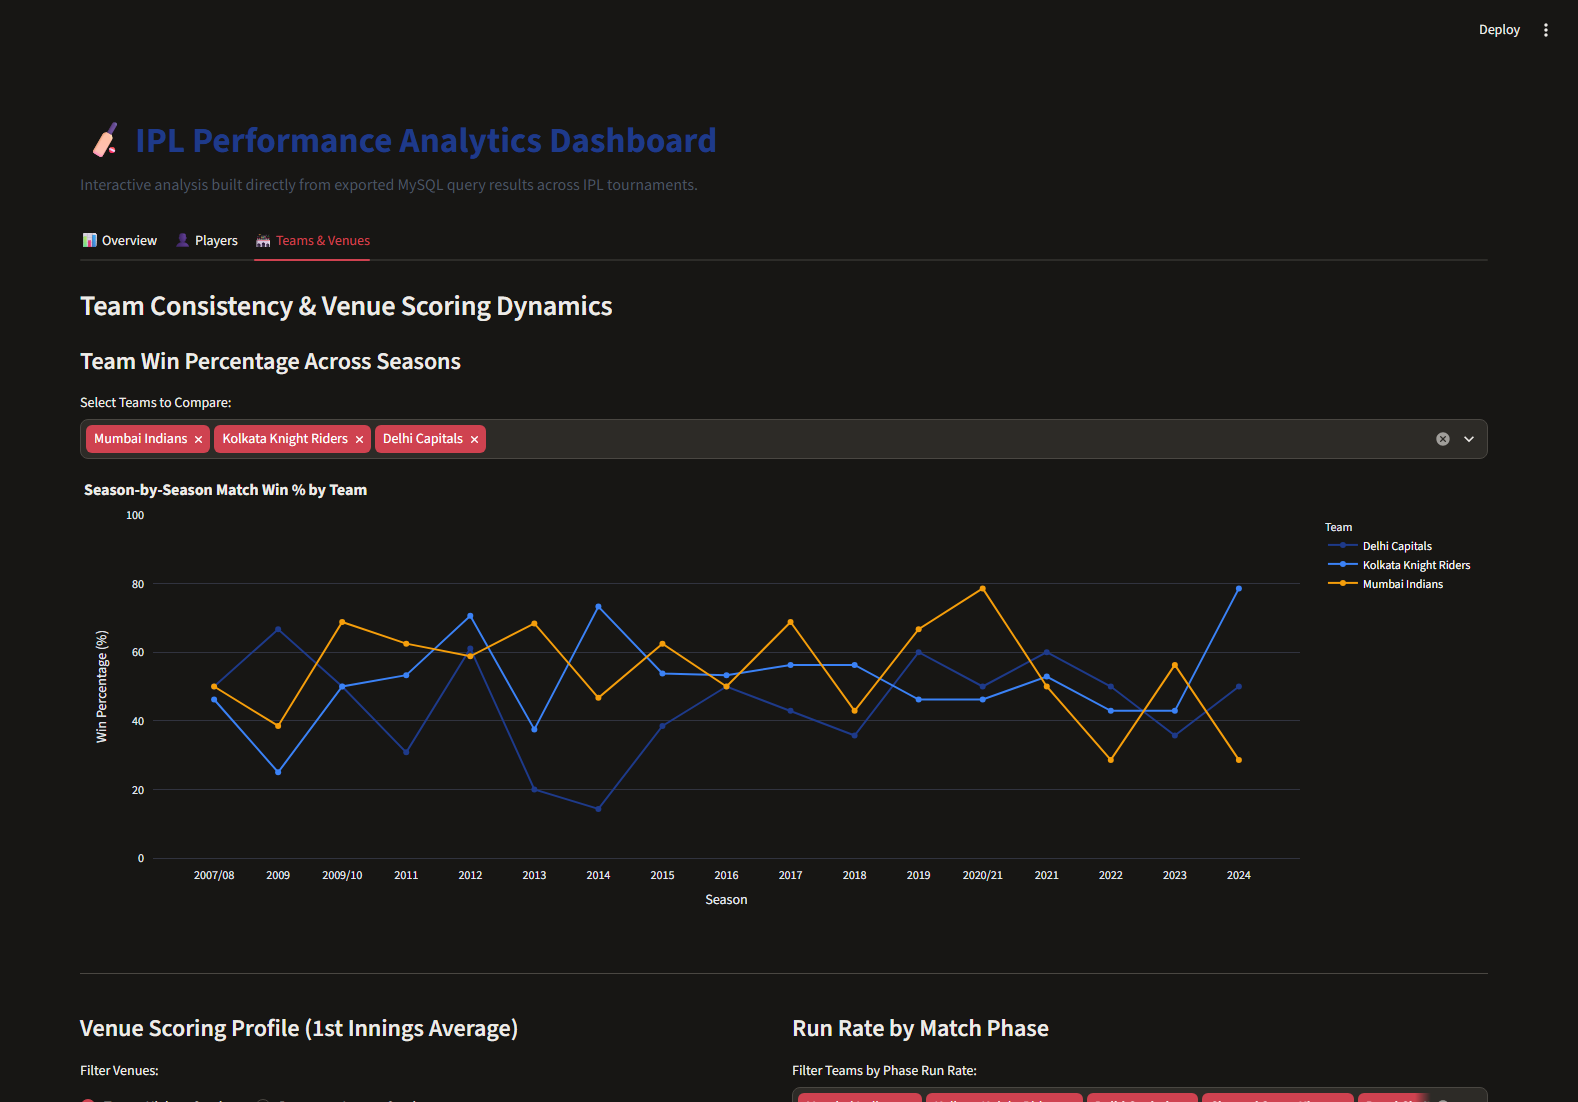 Deploy
IPL Performance Analytics Dashboard
Interactive analysis built directly from exported MySQL query results across IPL tournaments.
Overview Players Teams & Venues
Team Consistency & Venue Scoring Dynamics
Team Win Percentage Across Seasons
Select Teams to Compare:
Mumbai Indians × Kolkata Knight Riders × Delhi Capitals ×
Season-by-Season Match Win % by Team
100
80
60
40
20
0
Win Percentage (%)
2007/08 2009 2009/10 2011 2012 2013 2014 2015 2016 2017 2018 2019 2020/21 2021 2022 2023 2024
Season
Team
Delhi Capitals
Kolkata Knight Riders
Mumbai Indians
Venue Scoring Profile (1st Innings Average)
Filter Venues:
Run Rate by Match Phase
Filter Teams by Phase Run Rate: